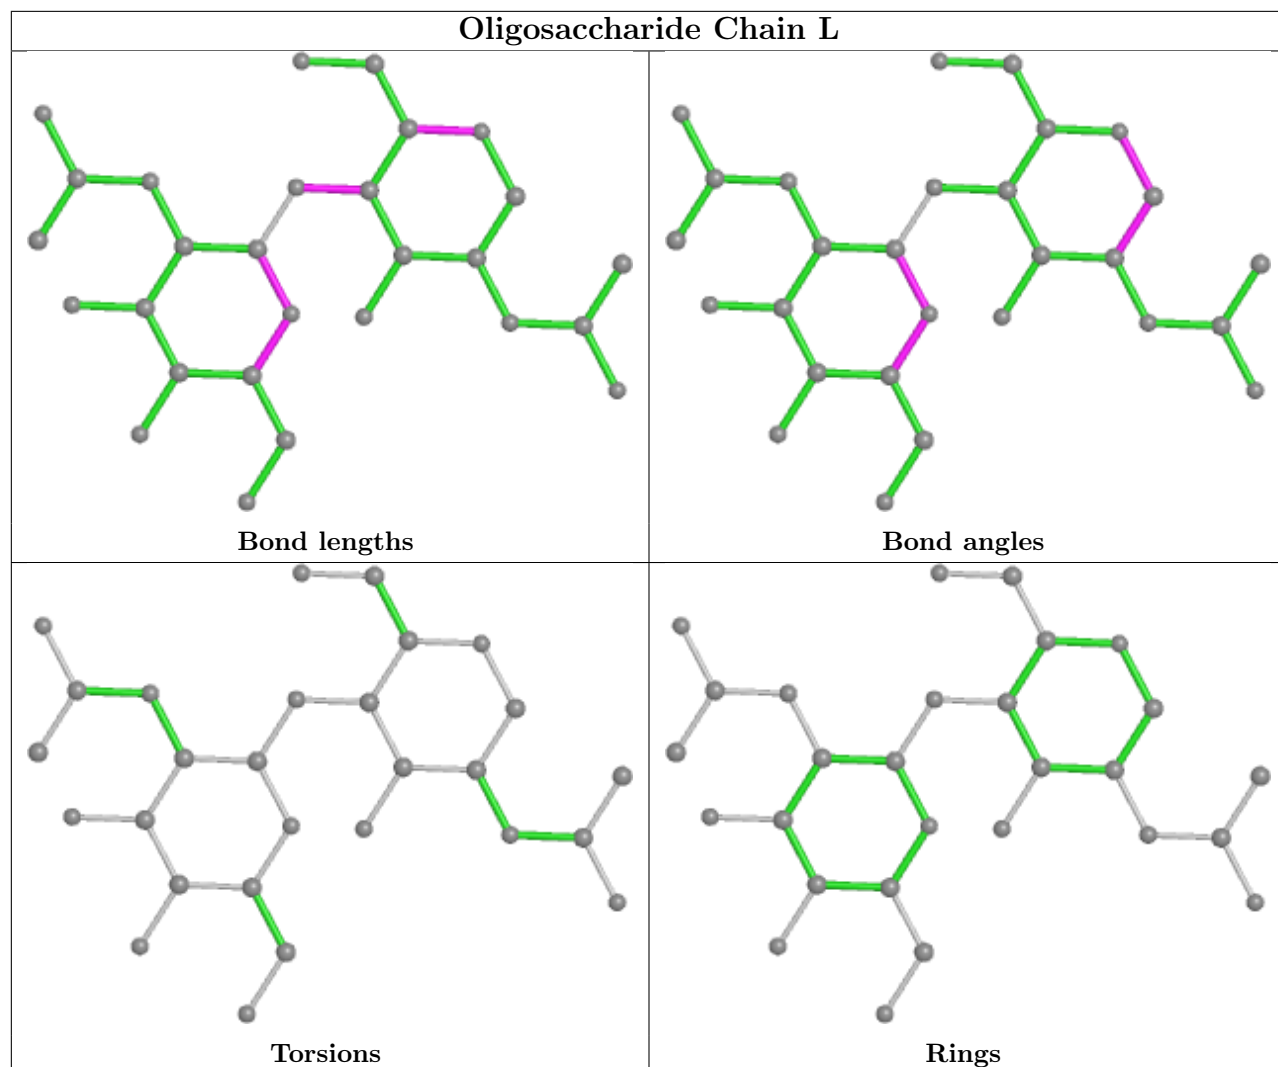 Oligosaccharide Chain L
Bond lengths
Bond angles
Torsions
Rings